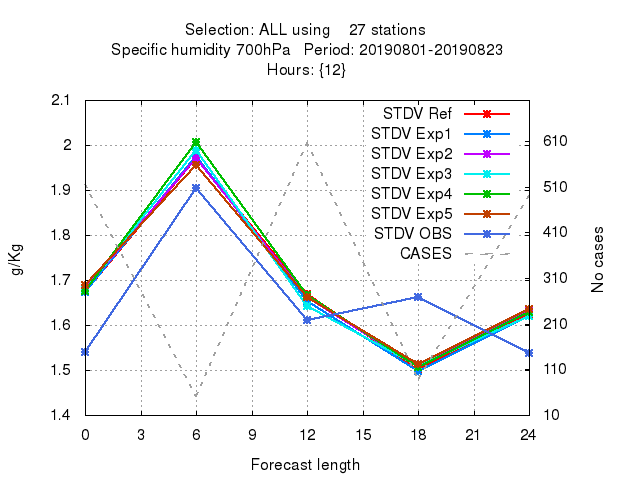 Selection: ALL using    27 stations
Specific humidity 700hPa   Period: 20190801-20190823
Hours: {12}
2.1
2
1.9
1.8
1.7
1.6
1.5
1.4
g/Kg
STDV Ref
STDV Exp1
STDV Exp2
STDV Exp3
STDV Exp4
STDV Exp5
STDV OBS
CASES
610
510
410
310
210
110
10
No cases
0 3 6 9 12 15 18 21 24
Forecast length